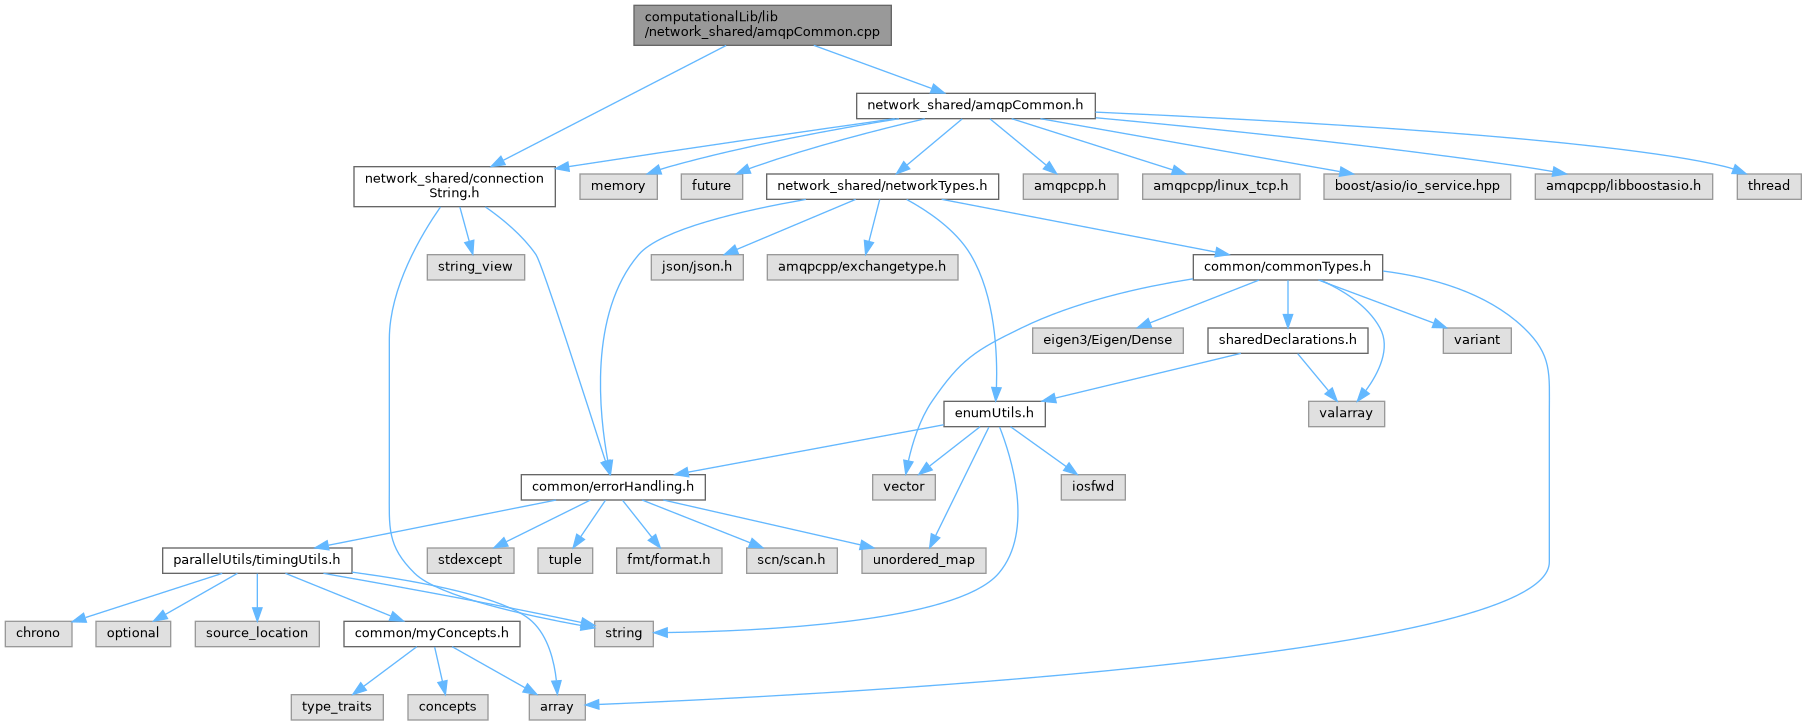 computationalLib/lib
/network_shared/amqpCommon.cpp
network_shared/amqpCommon.h
network_shared/connection
String.h
memory
future
network_shared/networkTypes.h
amqpcpp.h
amqpcpp/linux_tcp.h
boost/asio/io_service.hpp
amqpcpp/libboostasio.h
thread
string_view
json/json.h
amqpcpp/exchangetype.h
common/commonTypes.h
eigen3/Eigen/Dense
sharedDeclarations.h
variant
enumUtils.h
valarray
common/errorHandling.h
vector
iosfwd
parallelUtils/timingUtils.h
stdexcept
tuple
fmt/format.h
scn/scan.h
unordered_map
chrono
optional
source_location
common/myConcepts.h
string
type_traits
concepts
array